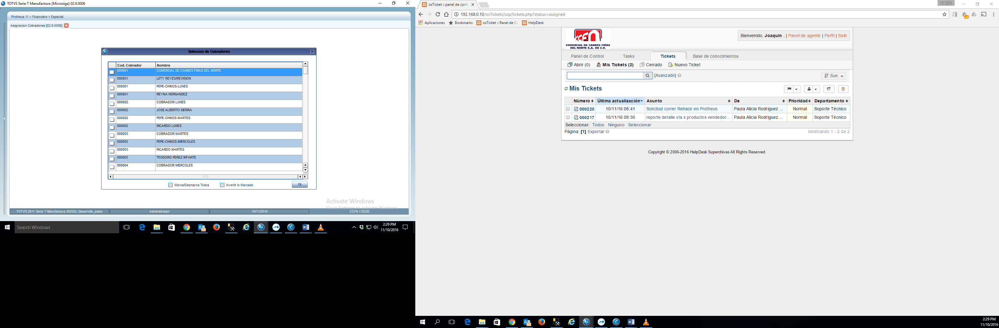 TOTVS Serie T Manufactura (Microsiga) 02.9.0006
Protheus 11 > Financiero > Especial
Asignacion Cobradores [02.9.0006]
Seleccion de Cobradores
Cod. Cobrador Nombre
000001 COMERCIAL DE CARNES FRIAS DEL NORTE
000001 LETY REYES/REVISION
000001 PEPE-CHINOS-LUNES
000001 REYNA HERNANDEZ
000002 COBRADOR LUNES
000002 JOSE ALBERTO SIERRA
000002 PEPE-CHINOS MARTES
000002 RICARDO LUNES
000003 COBRADOR MARTES
000003 PEPE-CHINOS-MIERCOLES
000003 RICARDO MARTES
000003 TEODORO PEREZ INFANTE
000004 COBRADOR MIERCOLES
Marca/Desmarca Todos Invertir lo Marcado Ok
Activate Windows
Go to Settings to activate Windows.
TOTVS 2011 Serie T Manufactura MSSQL Desarrollo_joako Administrador 10/11/2016 CCFN / CEDIS
Search Windows
2:29 PM
11/10/2016
osTicket :: panel de cont
Joaquin
192.168.0.10/osTickets/scp/tickets.php?status=assigned
Aplicaciones Bookmarks osTicket :: Panel de Co HelpDesk
CCFN
COMERCIAL DE CARNES FRÍAS
DEL NORTE S.A. DE C.V.
Bienvenido, Joaquin . | Panel de agente | Perfil | Salir
Panel de Control Tasks Tickets Base de conocimientos
Abrir (0) Mis Tickets (2) Cerrado Nuevo Ticket
[Avanzado] Sort
Mis Tickets
Número Última actualización Asunto De Prioridad Departamento
000220 10/11/16 08:41 Solicitud correr Rehace en Protheus Paula Alicia Rodriguez ... Normal Soporte Técnico
000217 10/11/16 08:30 reporte detalle vta x productos vendedor... Paula Alicia Rodriguez ... Normal Soporte Técnico
Seleccionar: Todos Ninguno Seleccionar
Página: [1] Exportar Mostrando 1 - 2 de 2
Copyright © 2006-2016 HelpDesk Superchivas All Rights Reserved.
2:29 PM
11/10/2016